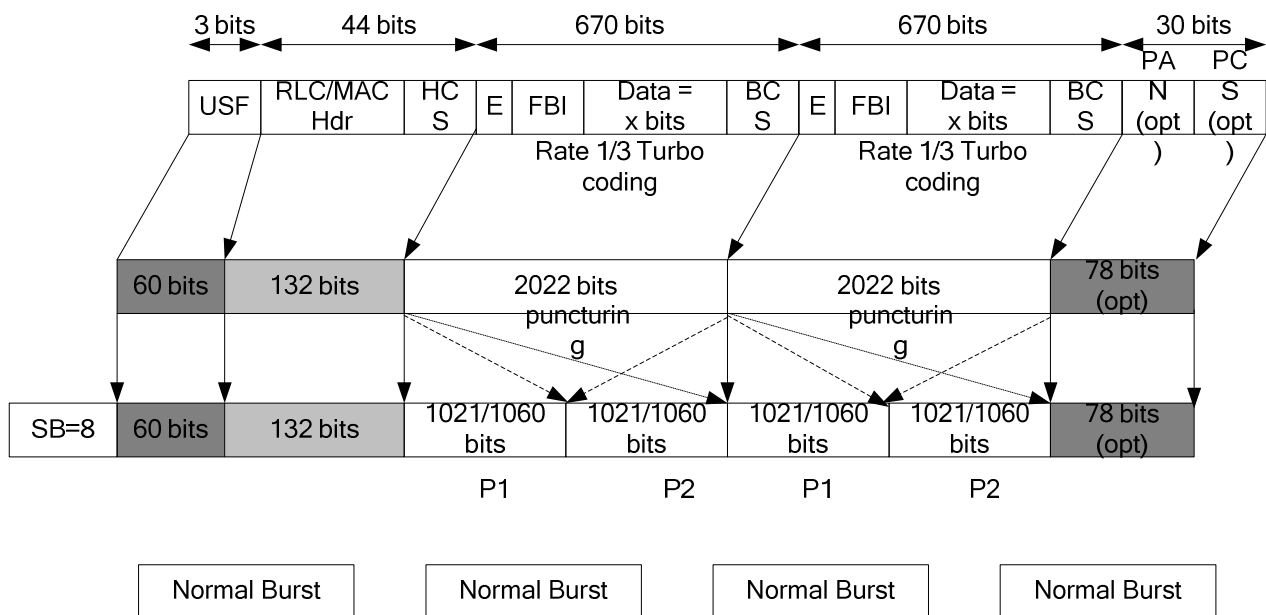 3 bits 44 bits 670 bits 670 bits 30 bits
USF
RLC/MAC
Hdr
HC
S
E
FBI
Data =
x bits
BC
S
E
FBI
Data =
x bits
BC
S
PA
N
(opt
)
PC
S
(opt
)
Rate 1/3 Turbo
coding
Rate 1/3 Turbo
coding
60 bits
132 bits
2022 bits
puncturin
g
2022 bits
puncturin
g
78 bits
(opt)
SB=8
60 bits
132 bits
1021/1060
bits
1021/1060
bits
1021/1060
bits
1021/1060
bits
78 bits
(opt)
P1 P2 P1 P2
Normal Burst Normal Burst Normal Burst Normal Burst